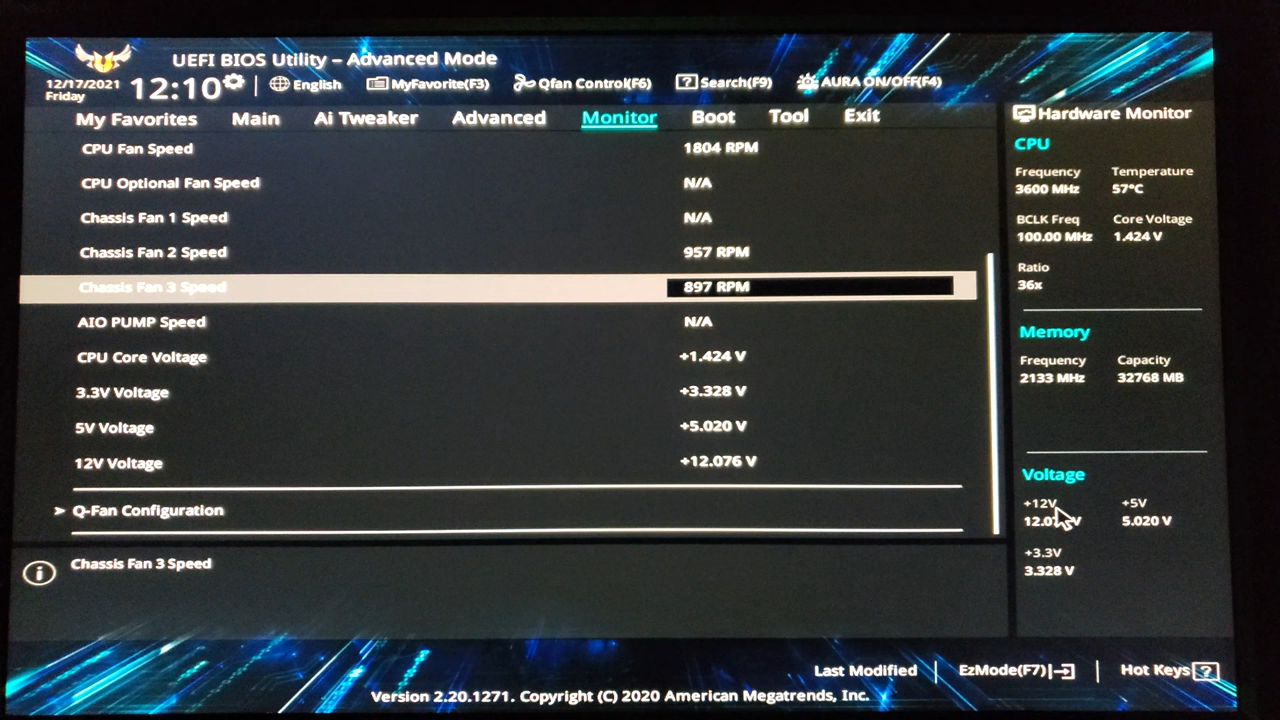 UEFI BIOS Utility – Advanced Mode
12/17/2021
Friday
12:10
English
MyFavorite(F3)
Qfan Control(F6)
Search(F9)
AURA ON/OFF(F4)
My Favorites Main Ai Tweaker Advanced Monitor Boot Tool Exit
CPU Fan Speed 1804 RPM
CPU Optional Fan Speed N/A
Chassis Fan 1 Speed N/A
Chassis Fan 2 Speed 957 RPM
Chassis Fan 3 Speed 897 RPM
AIO PUMP Speed N/A
CPU Core Voltage +1.424 V
3.3V Voltage +3.328 V
5V Voltage +5.020 V
12V Voltage +12.076 V
> Q-Fan Configuration
Chassis Fan 3 Speed
Hardware Monitor
CPU
Frequency Temperature
3600 MHz 57°C
BCLK Freq Core Voltage
100.00 MHz 1.424 V
Ratio
36x
Memory
Frequency Capacity
2133 MHz 32768 MB
Voltage
+12V +5V
V 5.020 V
+3.3V
3.328 V
Last Modified
EzMode(F7)
Hot Keys ?
Version 2.20.1271. Copyright (C) 2020 American Megatrends, Inc.